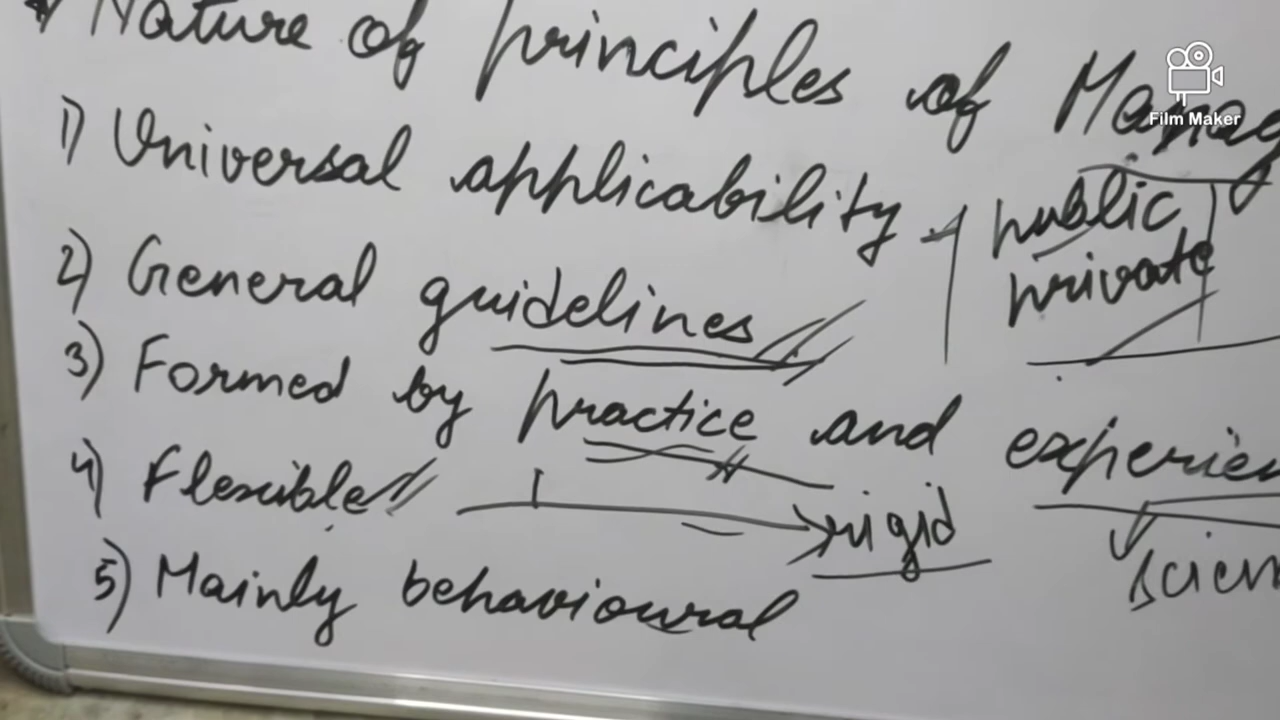 Nature of principles of Manag
1) Universal applicability
public
private
2) General guidelines
3) Formed by practice and experien
4) Flexible
rigid
scien
5) Mainly behavioural
Film Maker